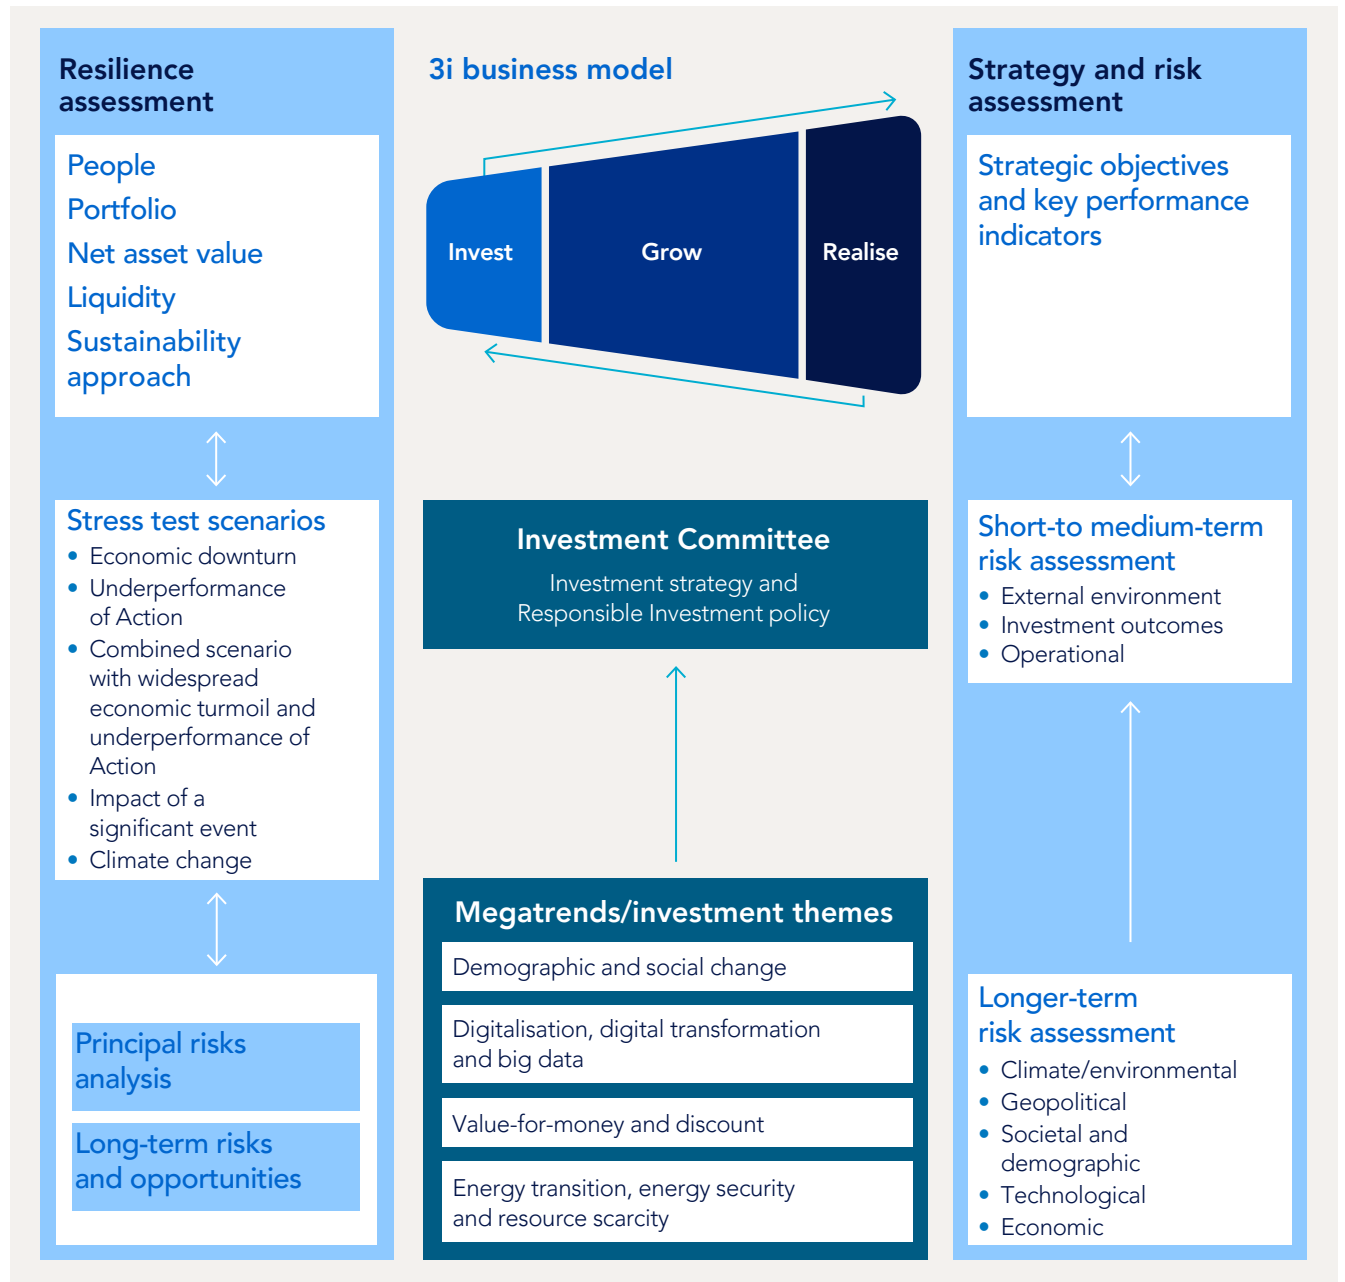 Resilience
assessment
People
Portfolio
Net asset value
Liquidity
Sustainability
approach
Stress test scenarios
• Economic downturn
• Underperformance
of Action
• Combined scenario
with widespread
economic turmoil and
underperformance of
Action
• Impact of a
significant event
• Climate change
Principal risks
analysis
Long-term risks
and opportunities
3i business model
Invest
Grow
Realise
Investment Committee
Investment strategy and
Responsible Investment policy
Megatrends/investment themes
Demographic and social change
Digitalisation, digital transformation
and big data
Value-for-money and discount
Energy transition, energy security
and resource scarcity
Strategy and risk
assessment
Strategic objectives
and key performance
indicators
Short-to medium-term
risk assessment
• External environment
• Investment outcomes
• Operational
Longer-term
risk assessment
• Climate/environmental
• Geopolitical
• Societal and
demographic
• Technological
• Economic